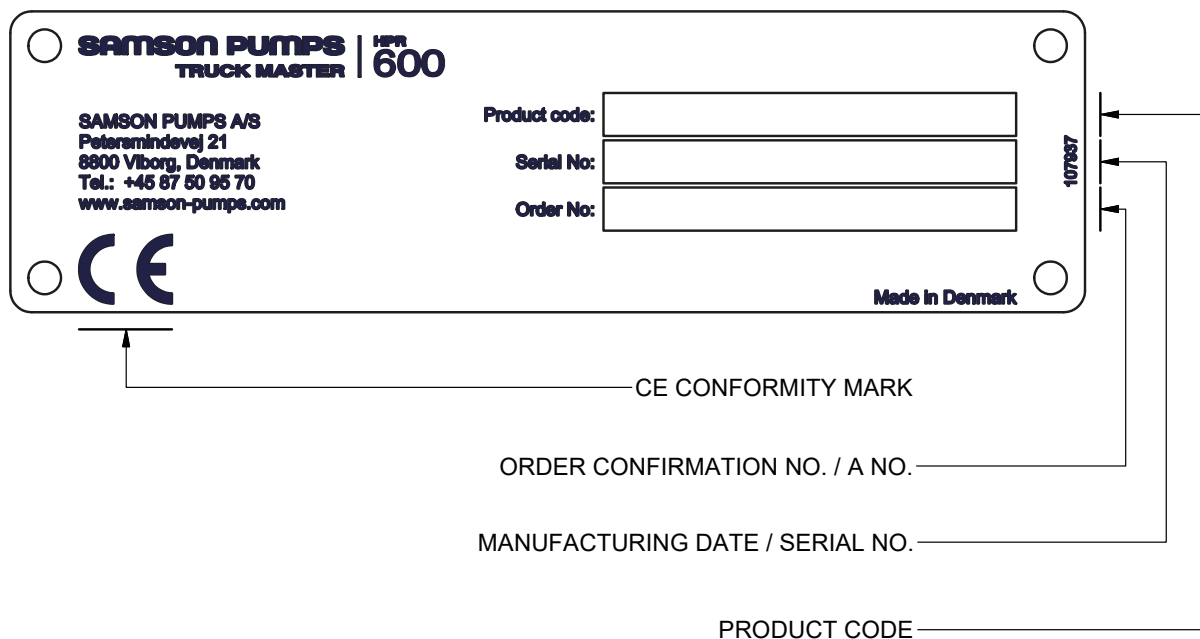 SAMSON PUMPS
TRUCK MASTER
HPR
600
SAMSON PUMPS A/S
Petersmindevej 21
8800 Viborg, Denmark
Tel.: +45 87 50 95 70
www.samson-pumps.com
Product code:
Serial No:
Order No:
107937
CE
Made in Denmark
CE CONFORMITY MARK
ORDER CONFIRMATION NO. / A NO.
MANUFACTURING DATE / SERIAL NO.
PRODUCT CODE